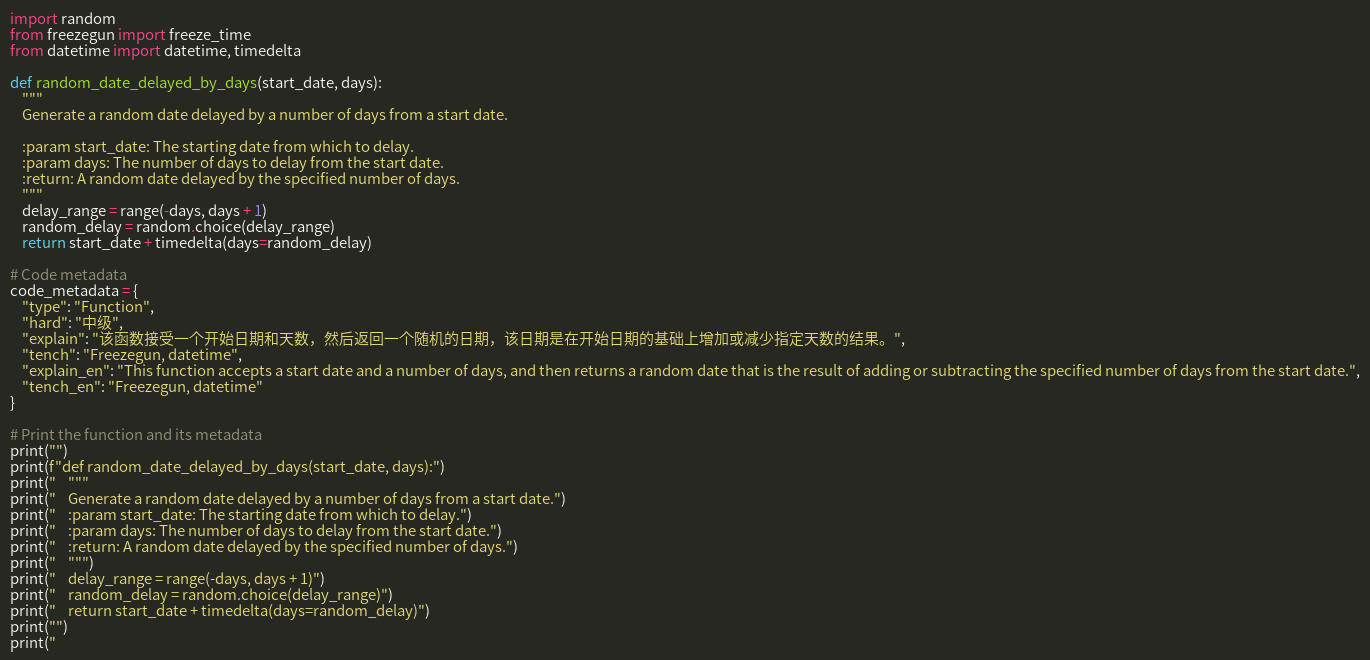 import random
from freezegun import freeze_time
from datetime import datetime, timedelta

def random_date_delayed_by_days(start_date, days):
    """
    Generate a random date delayed by a number of days from a start date.

    :param start_date: The starting date from which to delay.
    :param days: The number of days to delay from the start date.
    :return: A random date delayed by the specified number of days.
    """
    delay_range = range(-days, days + 1)
    random_delay = random.choice(delay_range)
    return start_date + timedelta(days=random_delay)

# Code metadata
code_metadata = {
    "type": "Function",
    "hard": "中级",
    "explain": "该函数接受一个开始日期和天数，然后返回一个随机的日期，该日期是在开始日期的基础上增加或减少指定天数的结果。",
    "tench": "Freezegun, datetime",
    "explain_en": "This function accepts a start date and a number of days, and then returns a random date that is the result of adding or subtracting the specified number of days from the start date.",
    "tench_en": "Freezegun, datetime"
}

# Print the function and its metadata
print("")
print(f"def random_date_delayed_by_days(start_date, days):")
print("    """
print("    Generate a random date delayed by a number of days from a start date.")
print("    :param start_date: The starting date from which to delay.")
print("    :param days: The number of days to delay from the start date.")
print("    :return: A random date delayed by the specified number of days.")
print("    """)
print("    delay_range = range(-days, days + 1)")
print("    random_delay = random.choice(delay_range)")
print("    return start_date + timedelta(days=random_delay)")
print("")
print("